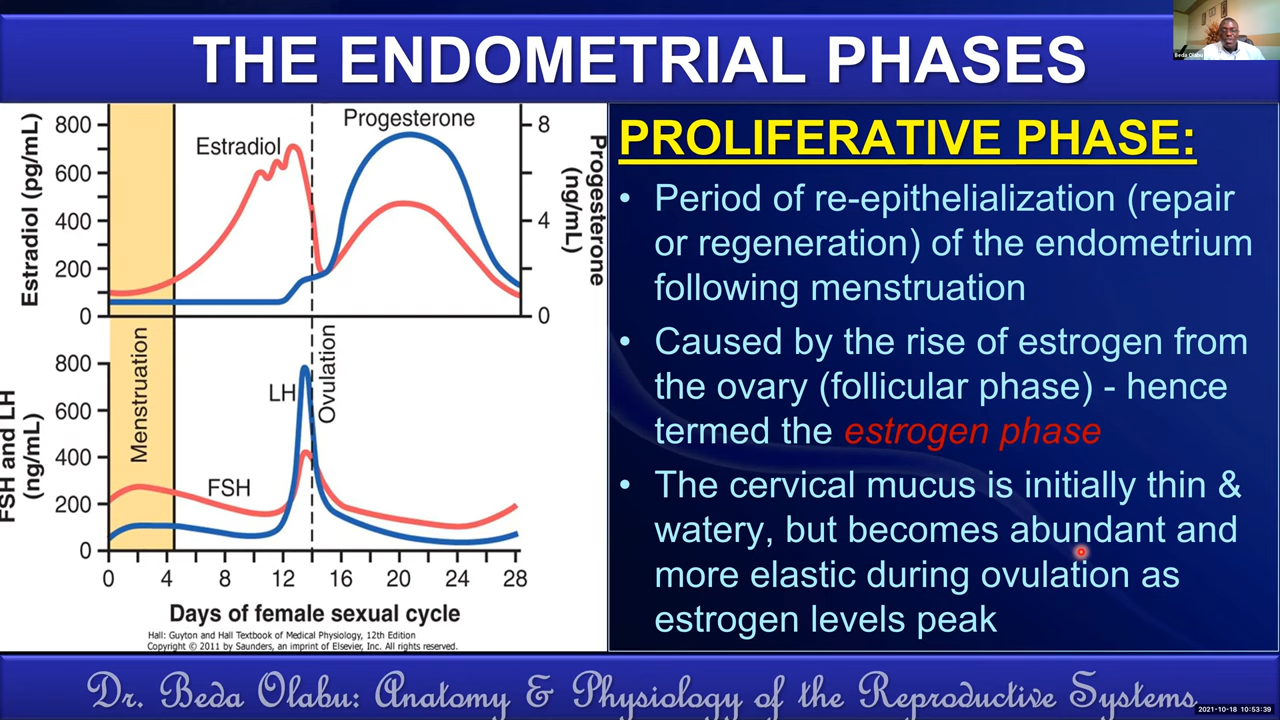 THE ENDOMETRIAL PHASES
Beda Olabu
Estradiol (pg/mL)
800
600
400
200
0
Estradiol
Progesterone
8
4
0
Progesterone
(ng/mL)
FSH and LH
(ng/mL)
800
600
400
200
0
Menstruation
FSH
LH
Ovulation
0 4 8 12 16 20 24 28
Days of female sexual cycle
Hall: Guyton and Hall Textbook of Medical Physiology, 12th Edition
Copyright © 2011 by Saunders, an imprint of Elsevier, Inc. All rights reserved.
PROLIFERATIVE PHASE:
• Period of re-epithelialization (repair
or regeneration) of the endometrium
following menstruation
• Caused by the rise of estrogen from
the ovary (follicular phase) - hence
termed the estrogen phase
• The cervical mucus is initially thin &
watery, but becomes abundant and
more elastic during ovulation as
estrogen levels peak
Dr. Beda Olabu: Anatomy & Physiology of the Reproductive Systems
2021-10-18 10:53:39